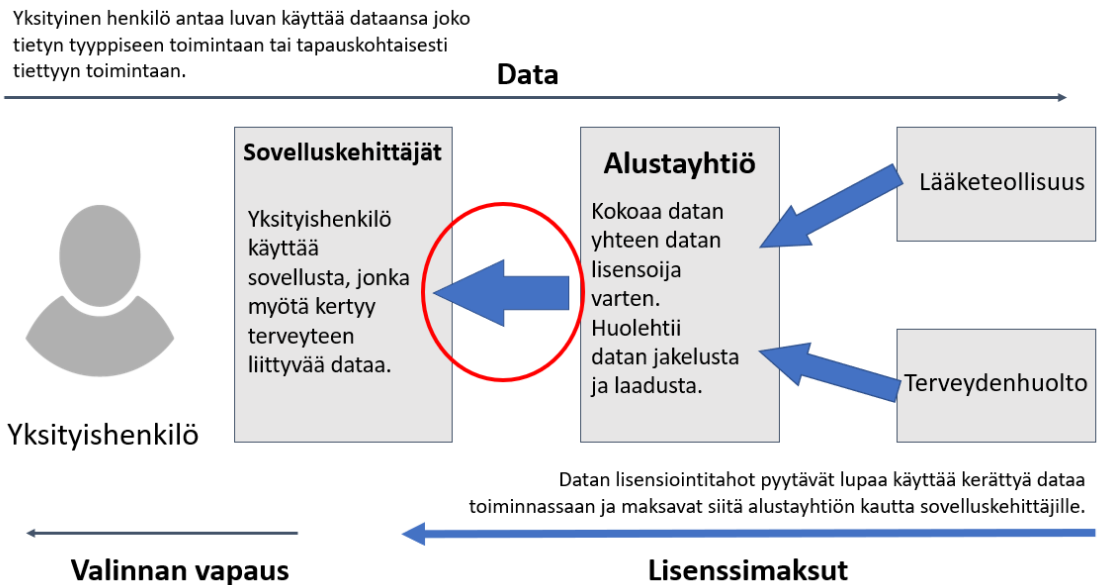 Yksityinen henkilö antaa luvan käyttää dataansa joko
tietyn tyyppiseen toimintaan tai tapauskohtaisesti
tiettyyn toimintaan.
Data
Sovelluskehittäjät
Yksityishenkilö
käyttää
sovellusta, jonka
myötä kertyy
terveyteen
liittyvää dataa.
Alustayhtiö
Kokoaa datan
yhteen datan
lisensoija
varten.
Huolehtii
datan jakelusta
ja laadusta.
Lääketeollisuus
Terveydenhuolto
Yksityishenkilö
Datan lisensiointitahot pyytävät lupaa käyttää kerättyä dataa
toiminnassaan ja maksavat siitä alustayhtiön kautta sovelluskehittäjille.
Valinnan vapaus
Lisenssimaksut